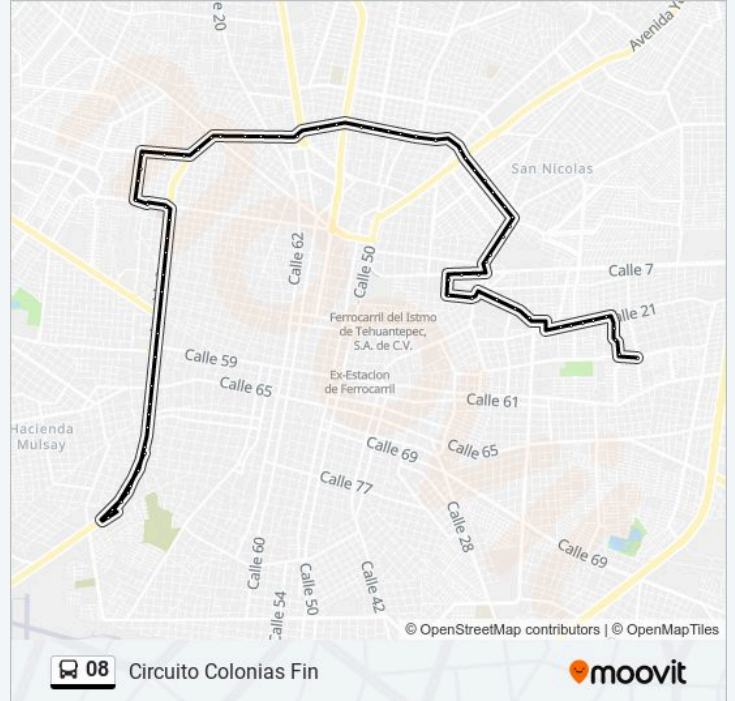 e 20
Avenida Ya
San Nicolas
Calle 62
Calle 50
Calle 7
alle 21
Ferrocarril del Istmo
de Tehuantepec,
S.A. de C.V.
Calle 59
Ex-Estacion
de Ferrocarril
Calle 65
Calle 61
Hacienda
Mulsay
Calle 69
Calle 65
Calle 77
Calle 28
Calle 60
Calle 69
Calle 50
Calle 42
Calle 54
© OpenStreetMap contributors | © OpenMapTiles
08 Circuito Colonias Fin
moovit